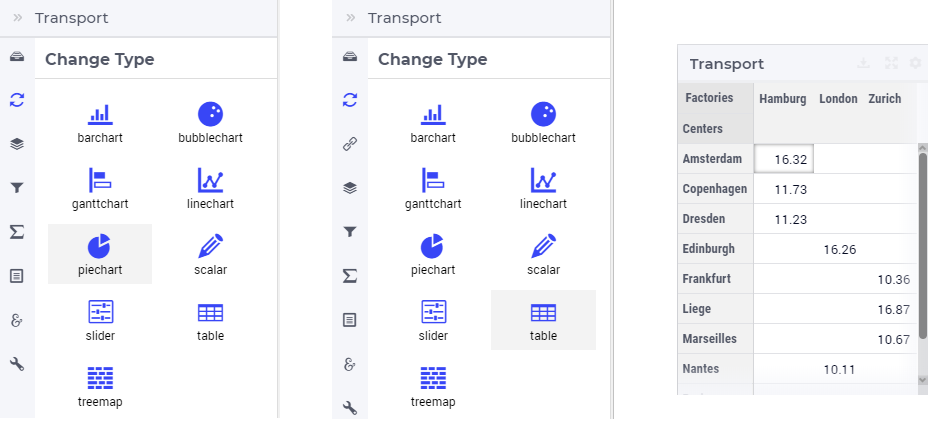 Transport
Change Type
barchart bubblechart
ganttchart linechart
piechart scalar
slider table
treemap
Transport
Change Type
barchart bubblechart
ganttchart linechart
piechart scalar
slider table
treemap
Transport
Factories Hamburg London Zurich
Centers
Amsterdam 16.32
Copenhagen 11.73
Dresden 11.23
Edinburgh 16.26
Frankfurt 10.36
Liege 16.87
Marseilles 10.67
Nantes 10.11